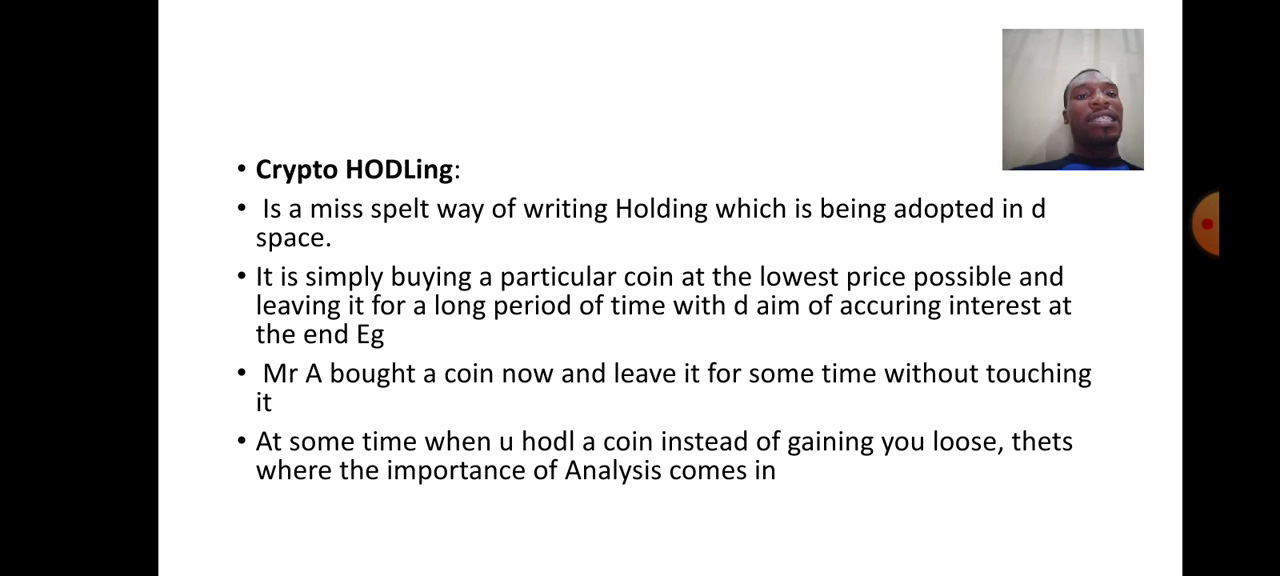 • Crypto HODLing:
• Is a miss spelt way of writing Holding which is being adopted in d
space.
• It is simply buying a particular coin at the lowest price possible and
leaving it for a long period of time with d aim of accuring interest at
the end Eg
• Mr A bought a coin now and leave it for some time without touching
it
• At some time when u hodl a coin instead of gaining you loose, thets
where the importance of Analysis comes in